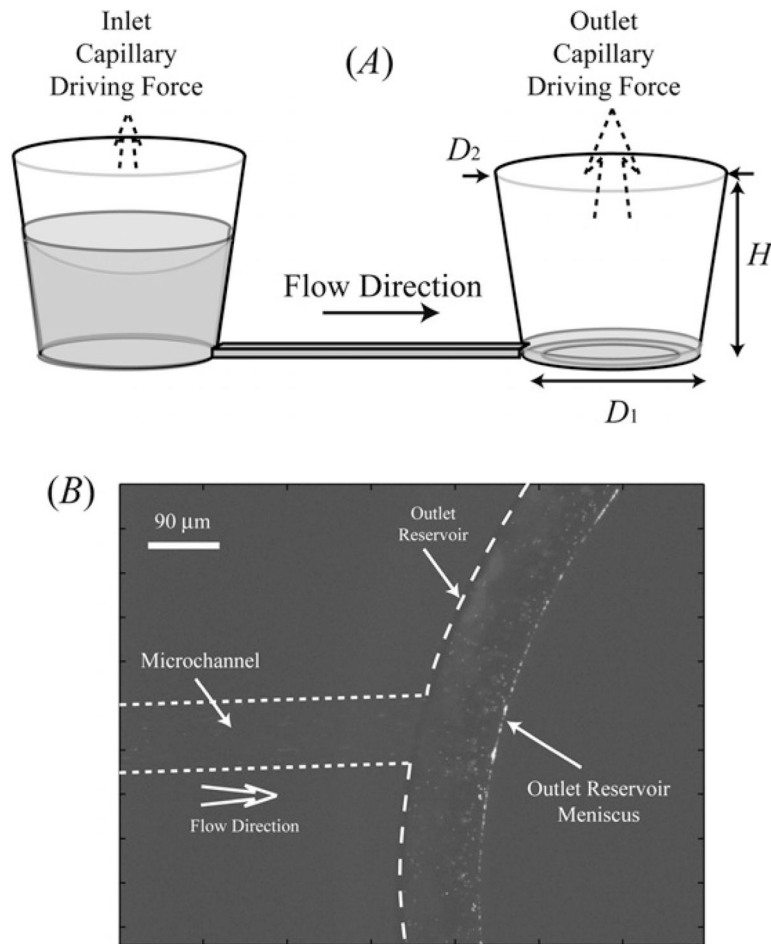 Inlet
Capillary
Driving Force
(A)
Outlet
Capillary
Driving Force
D2
H
Flow Direction
D1
(B)
90 μm
Outlet
Reservoir
Microchannel
Flow Direction
Outlet Reservoir
Meniscus